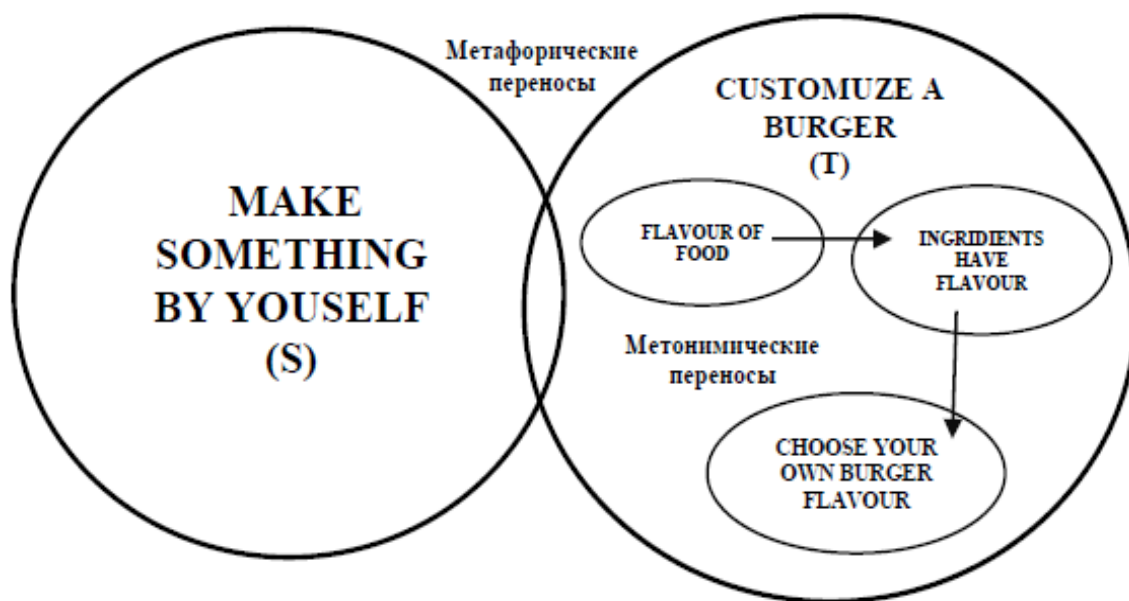 Метафорические
переносы
CUSTOMUZE A
BURGER
(T)
MAKE
SOMETHING
BY YOUSELF
(S)
FLAVOUR OF
FOOD
INGRIDIENTS
HAVE
FLAVOUR
Метонимические
переносы
CHOOSE YOUR
OWN BURGER
FLAVOUR